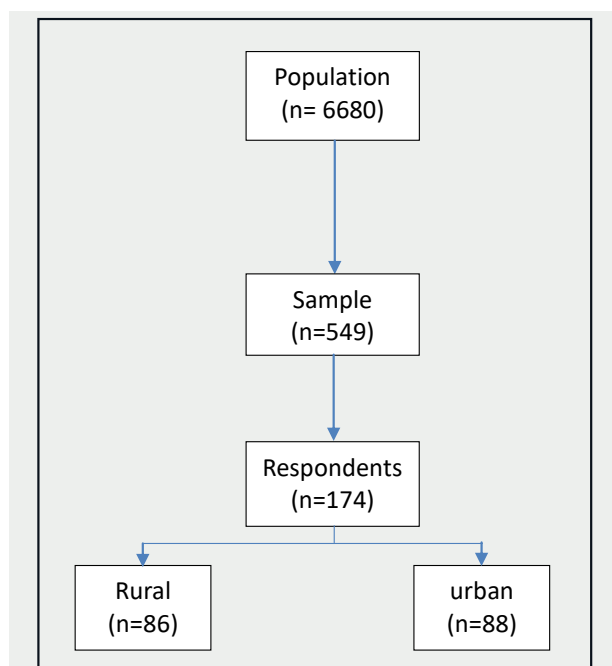 Population
(n= 6680)
Sample
(n=549)
Respondents
(n=174)
Rural
(n=86)
urban
(n=88)